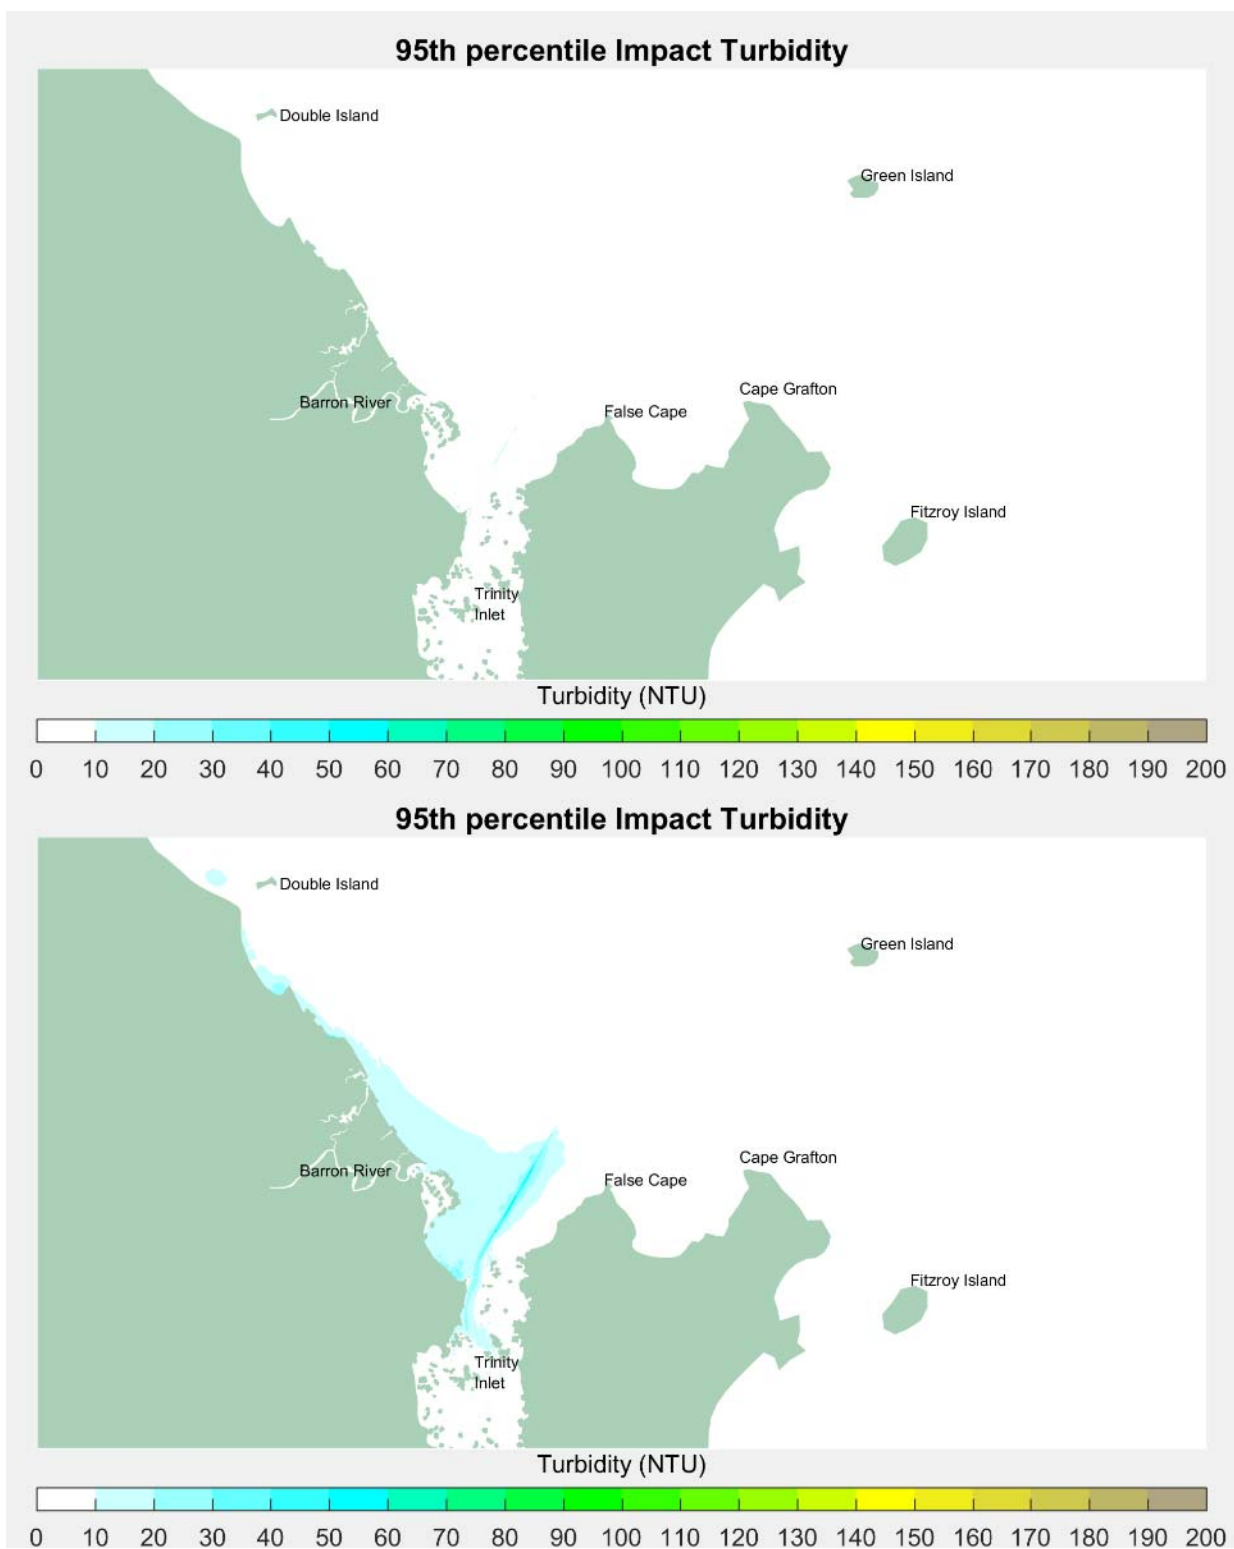 95th percentile Impact Turbidity
Double Island
Green Island
Cape Grafton
Barron River
False Cape
Fitzroy Island
Trinity
Inlet
Turbidity (NTU)
0 10 20 30 40 50 60 70 80 90 100 110 120 130 140 150 160 170 180 190 200
95th percentile Impact Turbidity
Double Island
Green Island
Cape Grafton
Barron River
False Cape
Fitzroy Island
Trinity
Inlet
Turbidity (NTU)
0 10 20 30 40 50 60 70 80 90 100 110 120 130 140 150 160 170 180 190 200